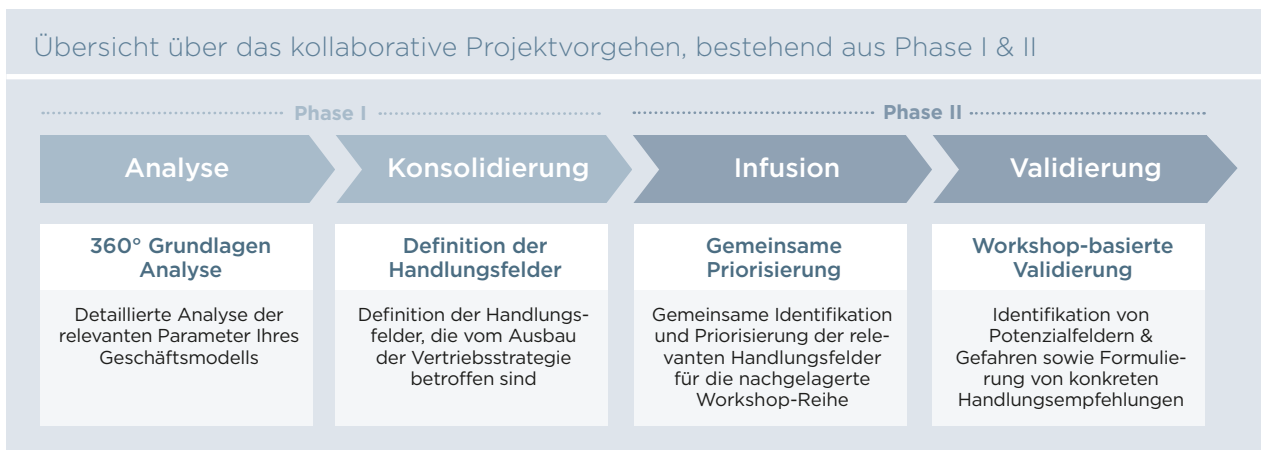 Übersicht über das kollaborative Projektvorgehen, bestehend aus Phase I & II
Phase I
Phase II
Analyse
Konsolidierung
Infusion
Validierung
360° Grundlagen
Analyse
Detaillierte Analyse der
relevanten Parameter Ihres
Geschäftsmodells
Definition der
Handlungsfelder
Definition der Handlungs-
felder, die vom Ausbau
der Vertriebsstrategie
betroffen sind
Gemeinsame
Priorisierung
Gemeinsame Identifikation
und Priorisierung der rele-
vanten Handlungsfelder
für die nachgelagerte
Workshop-Reihe
Workshop-basierte
Validierung
Identifikation von
Potenzialfeldern &
Gefahren sowie Formulie-
rung von konkreten
Handlungsempfehlungen